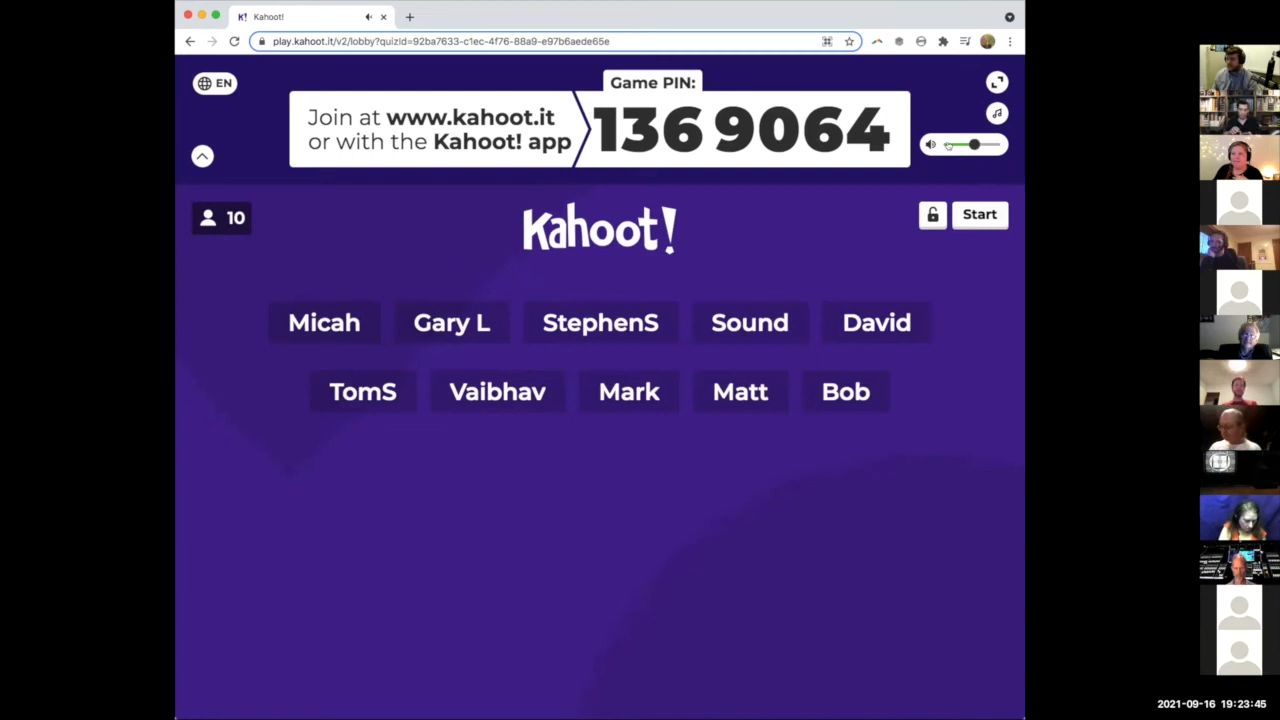 Kahoot!
play.kahoot.it/v2/lobby?quizId=92ba7633-c1ec-4f76-88a9-e97b6aede65e
EN
Game PIN:
Join at www.kahoot.it
or with the Kahoot! app
136 9064
10
Kahoot!
Start
Micah Gary L StephenS Sound David
TomS Vaibhav Mark Matt Bob
2021-09-16 19:23:45